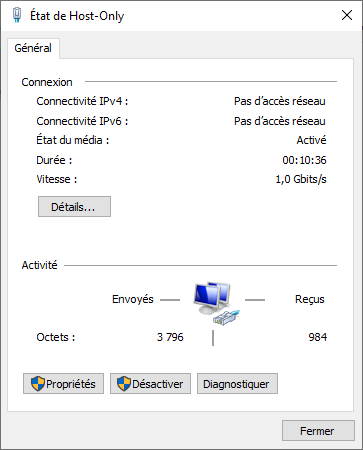 État de Host-Only
Général
Connexion
Connectivité IPv4 : Pas d'accès réseau
Connectivité IPv6 : Pas d'accès réseau
État du média : Activé
Durée : 00:10:36
Vitesse : 1,0 Gbits/s
Détails...
Activité
Envoyés Reçus
Octets : 3 796 984
Propriétés Désactiver Diagnostiquer
Fermer